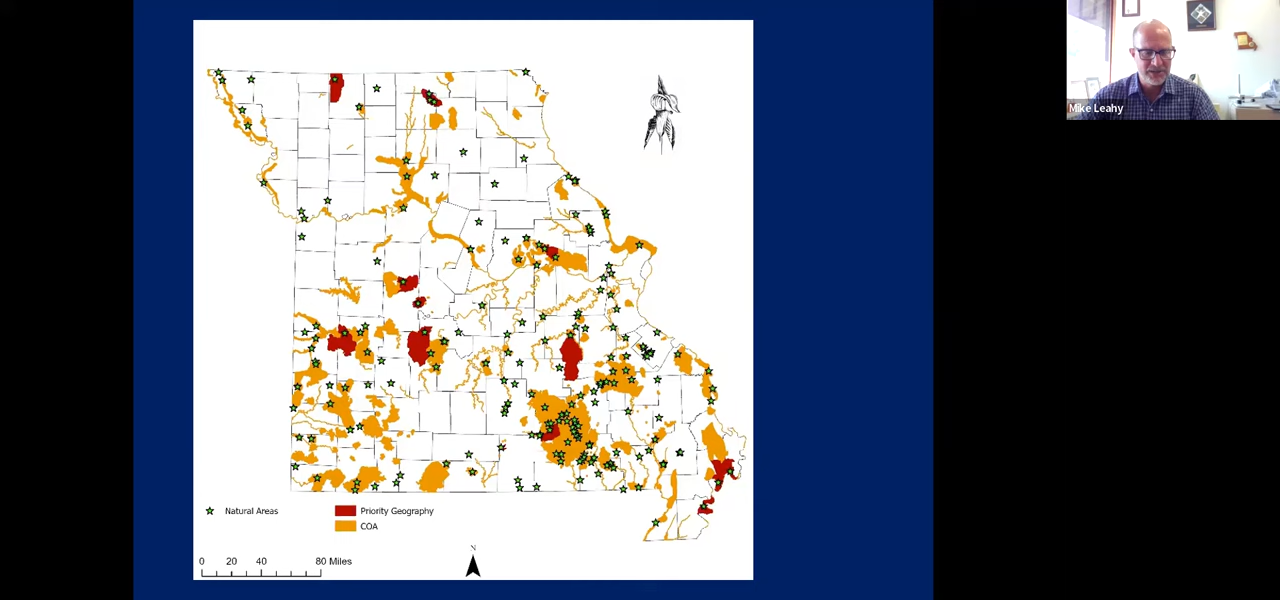 Mike Leahy
Natural Areas
Priority Geography
COA
0 20 40 80 Miles
N